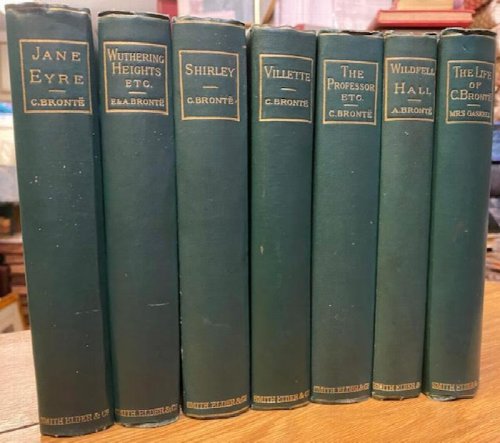 JANE
EYRE
C.BRONTË
SMITH ELDER & Co
WUTHERING
HEIGHTS
ETC.
E&A.BRONTË
SMITH, ELDER & Co
SHIRLEY
C.BRONTË
SMITH ELDER & Co
VILLETTE
C.BRONTË
SMITH ELDER & Co
THE
PROFESSOR
ETC.
C.BRONTË
SMITH ELDER & Co
WILDFELL
HALL
A.BRONTË
SMITH ELDER & Co
THE LIFE
OF
C.BRONTË
MRS GASKELL
SMITH ELDER & Co